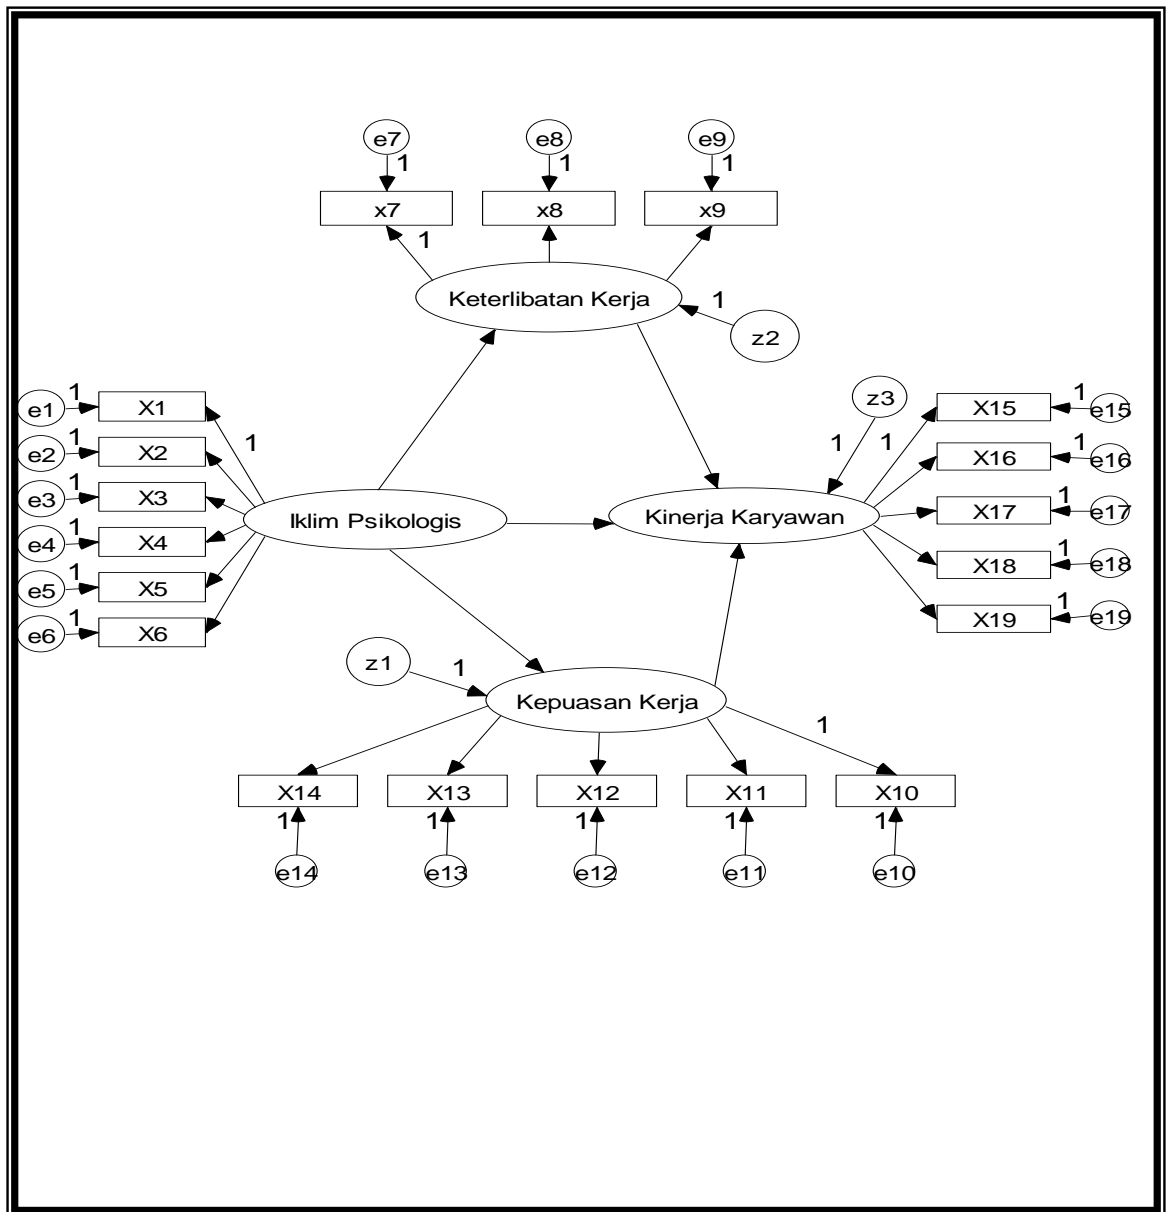 e7 e8 e9
1 1 1
x7 x8 x9
1
Keterlibatan Kerja
1
z2
e1 1 X1
e2 1 X2
e3 1 X3
e4 1 X4
e5 1 X5
e6 1 X6
1
Iklim Psikologis
z3
1
1
Kinerja Karyawan
X15 1 e15
X16 1 e16
X17 1 e17
X18 1 e18
X19 1 e19
z1
1
Kepuasan Kerja
1
X14 X13 X12 X11 X10
1 1 1 1 1
e14 e13 e12 e11 e10